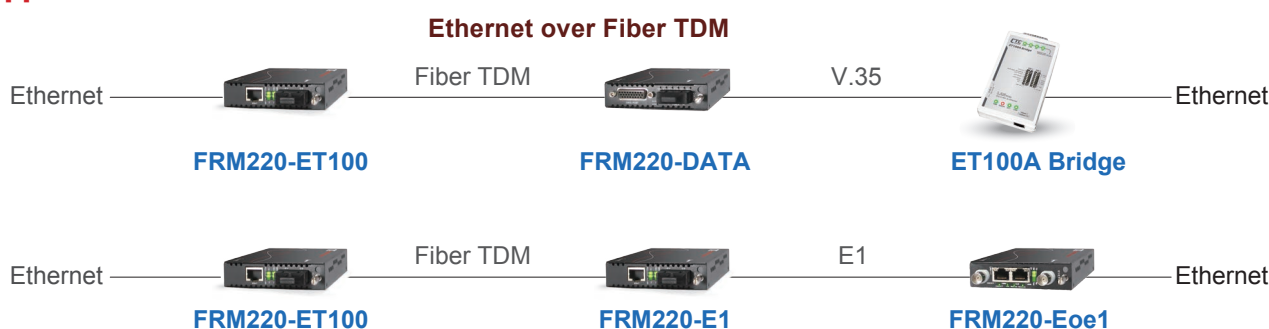 Ethernet over Fiber TDM
Ethernet
Fiber TDM
V.35
Ethernet
FRM220-ET100
FRM220-DATA
ET100A Bridge
Ethernet
Fiber TDM
E1
Ethernet
FRM220-ET100
FRM220-E1
FRM220-Eoe1